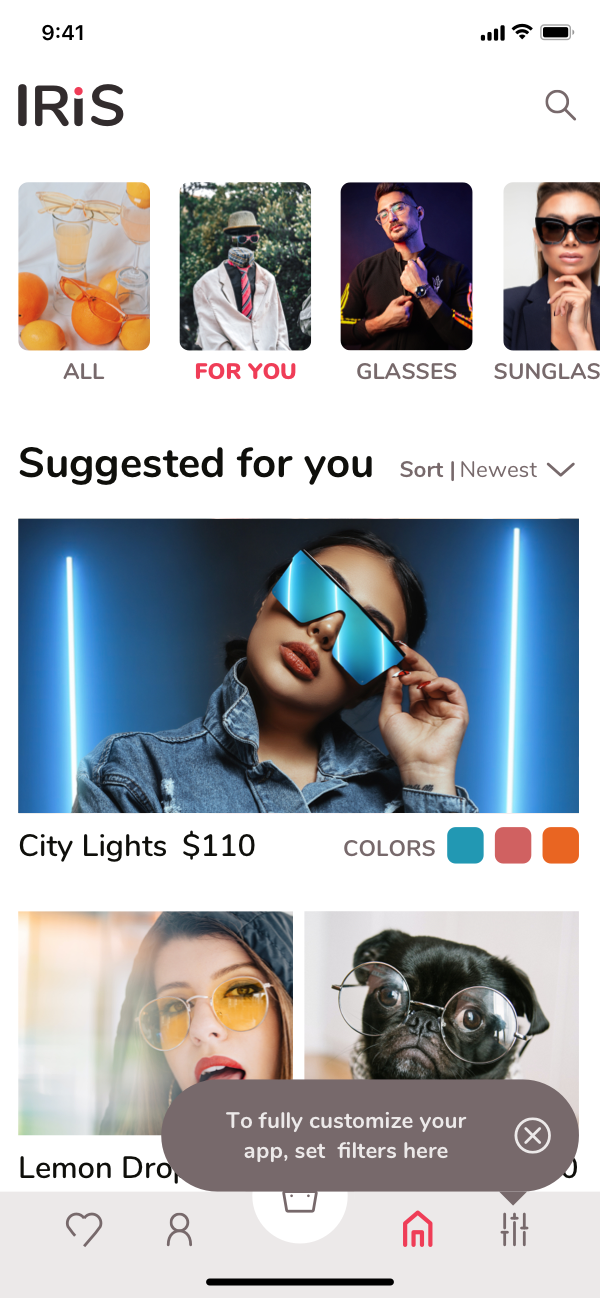 9:41
IRiS
ALL
FOR YOU
GLASSES
SUNGLAS
Suggested for you
Sort | Newest
City Lights $110
COLORS
To fully customize your
app, set filters here
Lemon Drop
0